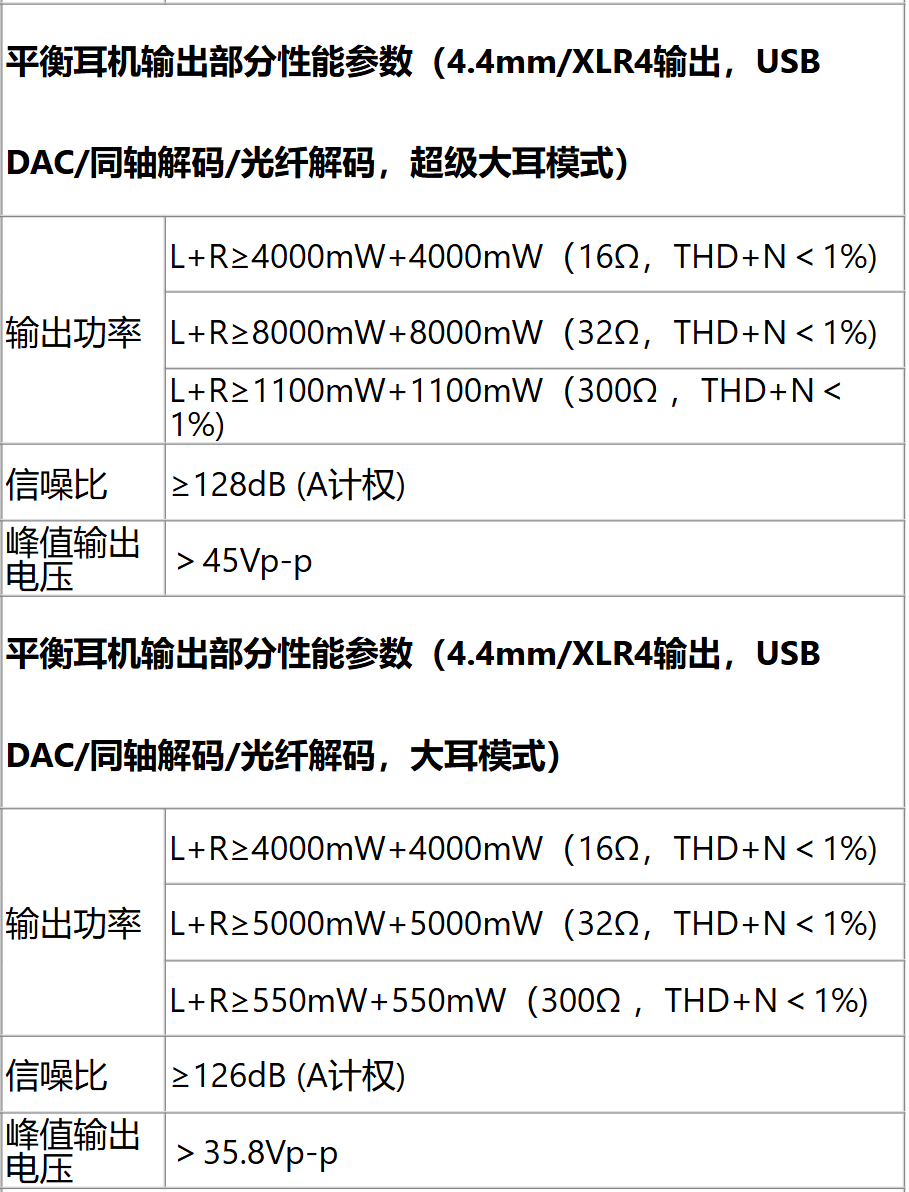 平衡耳机输出部分性能参数（4.4mm/XLR4输出，USB
DAC/同轴解码/光纤解码，超级大耳模式）
输出功率
L+R≥4000mW+4000mW（16Ω，THD+N＜1%)
L+R≥8000mW+8000mW（32Ω，THD+N＜1%)
L+R≥1100mW+1100mW（300Ω ，THD+N＜
1%)
信噪比
≥128dB (A计权)
峰值输出
电压
＞45Vp-p
平衡耳机输出部分性能参数（4.4mm/XLR4输出，USB
DAC/同轴解码/光纤解码，大耳模式）
输出功率
L+R≥4000mW+4000mW（16Ω，THD+N＜1%)
L+R≥5000mW+5000mW（32Ω，THD+N＜1%)
L+R≥550mW+550mW（300Ω ，THD+N＜1%)
信噪比
≥126dB (A计权)
峰值输出
电压
＞35.8Vp-p